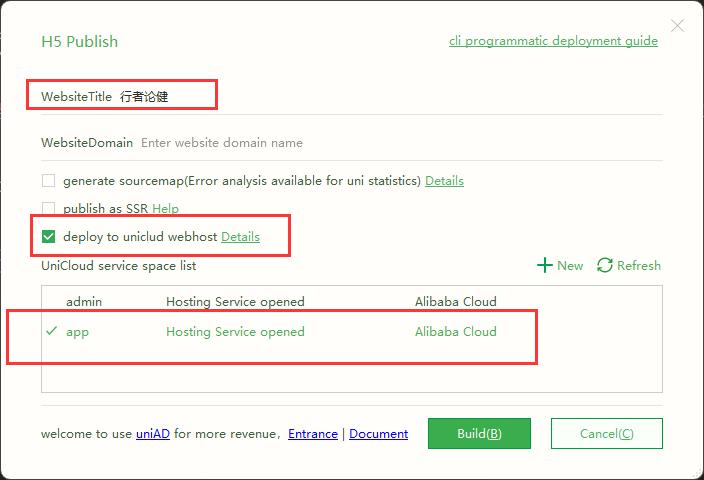 H5 Publish
cli programmatic deployment guide
WebsiteTitle 行者论健
WebsiteDomain Enter website domain name
generate sourcemap(Error analysis available for uni statistics) Details
publish as SSR Help
deploy to uniclud webhost Details
UniCloud service space list New Refresh
admin Hosting Service opened Alibaba Cloud
app Hosting Service opened Alibaba Cloud
welcome to use uniAD for more revenue, Entrance | Document Build(B) Cancel(C)